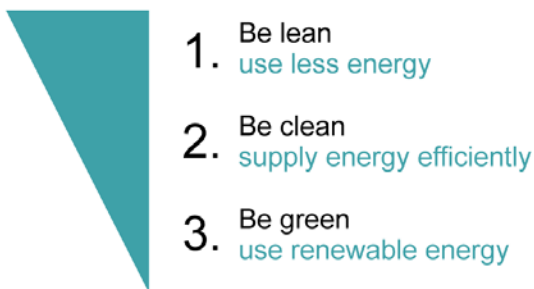 1. Be lean
use less energy
2. Be clean
supply energy efficiently
3. Be green
use renewable energy